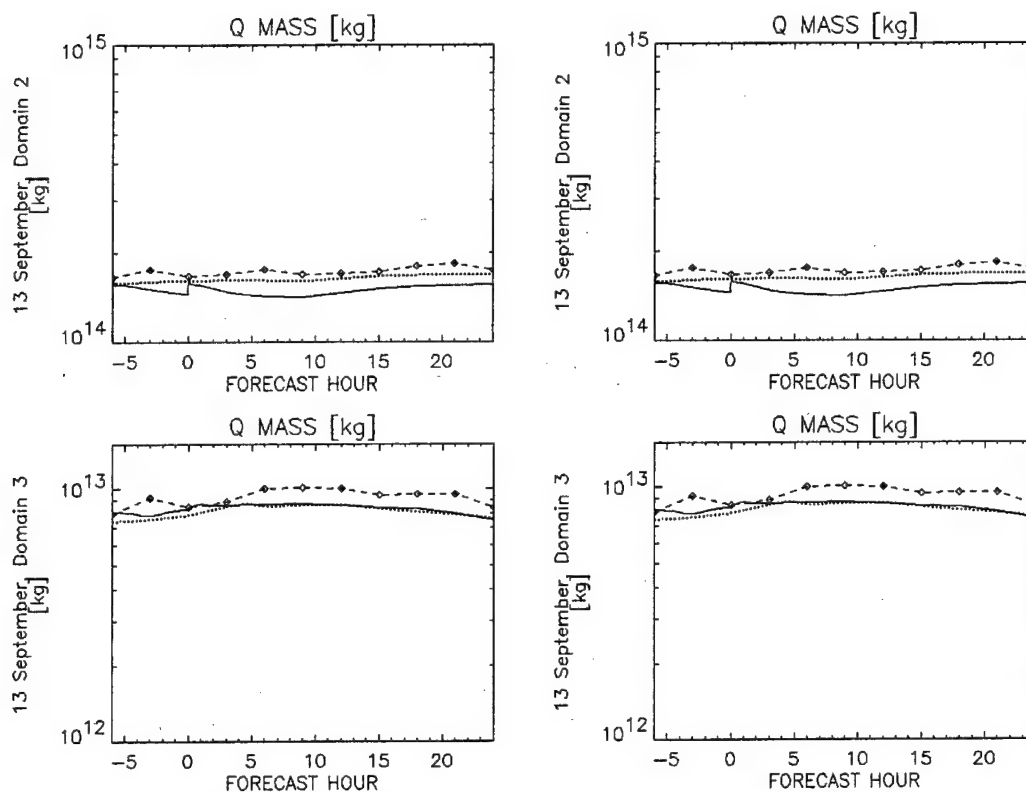 Q MASS [kg]
10^15
13 September, Domain 2
[kg]
10^14
-5 0 5 10 15 20
FORECAST HOUR
Q MASS [kg]
10^15
13 September, Domain 2
[kg]
10^14
-5 0 5 10 15 20
FORECAST HOUR
Q MASS [kg]
10^13
13 September, Domain 3
[kg]
10^12
-5 0 5 10 15 20
FORECAST HOUR
Q MASS [kg]
10^13
13 September, Domain 3
[kg]
10^12
-5 0 5 10 15 20
FORECAST HOUR